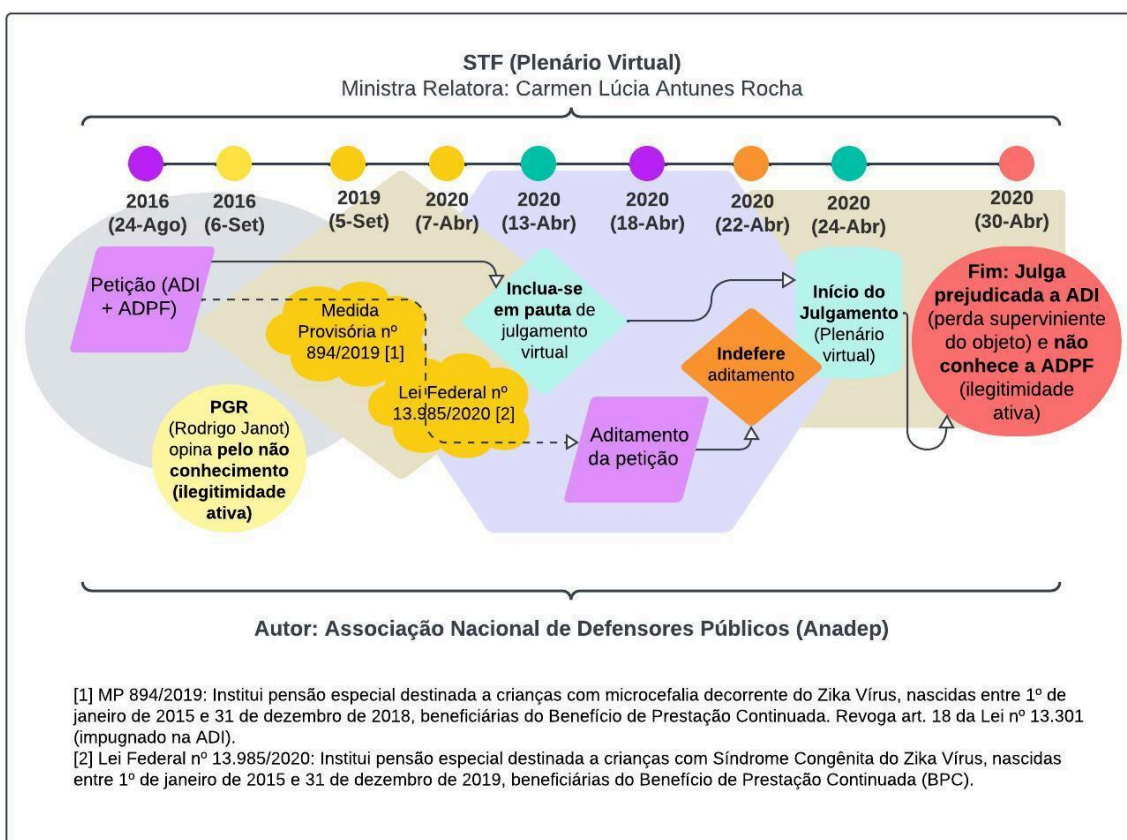 STF (Plenário Virtual)
Ministra Relatora: Carmen Lúcia Antunes Rocha
2016
(24-Ago)
2016
(6-Set)
2019
(5-Set)
2020
(7-Abr)
2020
(13-Abr)
2020
(18-Abr)
2020
(22-Abr)
2020
(24-Abr)
2020
(30-Abr)
Petição (ADI
+ ADPF)
PGR
(Rodrigo Janot)
opina pelo não
conhecimento
(ilegitimidade
ativa)
Medida
Provisória nº
894/2019 [1]
Lei Federal nº
13.985/2020 [2]
Inclua-se
em pauta de
julgamento
virtual
Aditamento
da petição
Indefere
aditamento
Início do
Julgamento
(Plenário
virtual)
Fim: Julga
prejudicada a ADI
(perda superviniente
do objeto) e não
conhece a ADPF
(ilegitimidade
ativa)
Autor: Associação Nacional de Defensores Públicos (Anadep)
[1] MP 894/2019: Institui pensão especial destinada a crianças com microcefalia decorrente do Zika Vírus, nascidas entre 1º de
janeiro de 2015 e 31 de dezembro de 2018, beneficiárias do Benefício de Prestação Continuada. Revoga art. 18 da Lei nº 13.301
(impugnado na ADI).
[2] Lei Federal nº 13.985/2020: Institui pensão especial destinada a crianças com Síndrome Congênita do Zika Vírus, nascidas
entre 1º de janeiro de 2015 e 31 de dezembro de 2019, beneficiárias do Benefício de Prestação Continuada (BPC).